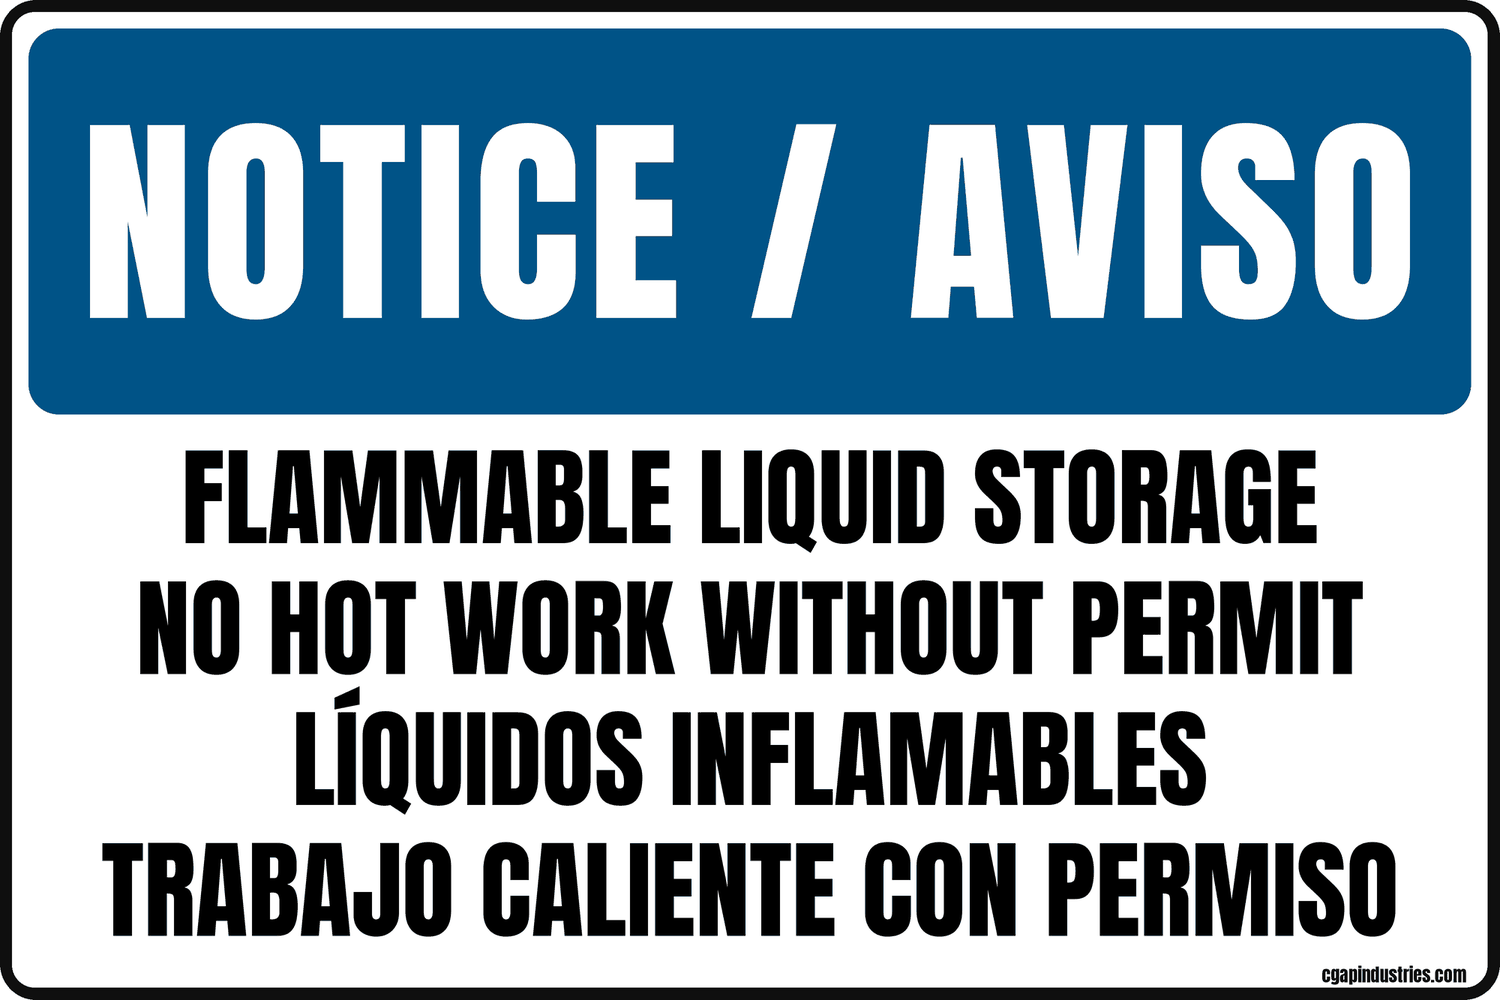 NOTICE / AVISO
FLAMMABLE LIQUID STORAGE
NO HOT WORK WITHOUT PERMIT
LÍQUIDOS INFLAMABLES
TRABAJO CALIENTE CON PERMISO
cgapindustries.com